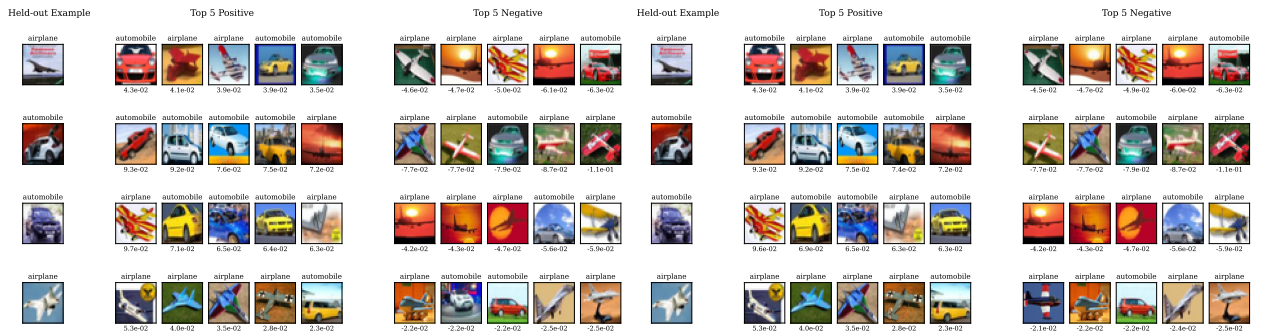 Held-out Example Top 5 Positive Top 5 Negative Held-out Example Top 5 Positive Top 5 Negative
airplane automobile airplane airplane automobile automobile airplane airplane airplane airplane automobile airplane automobile airplane airplane automobile automobile airplane airplane airplane airplane automobile
4.3e-02 4.1e-02 3.9e-02 3.9e-02 3.5e-02 -4.6e-02 -4.7e-02 -5.0e-02 -6.1e-02 -6.3e-02 4.3e-02 4.1e-02 3.9e-02 3.9e-02 3.5e-02 -4.5e-02 -4.7e-02 -4.9e-02 -6.0e-02 -6.3e-02
automobile automobile automobile automobile automobile airplane airplane airplane automobile airplane airplane automobile automobile automobile automobile automobile airplane airplane airplane automobile airplane airplane
9.3e-02 9.2e-02 7.6e-02 7.5e-02 7.2e-02 -7.7e-02 -7.7e-02 -7.9e-02 -8.7e-02 -1.1e-01 9.3e-02 9.2e-02 7.5e-02 7.4e-02 7.2e-02 -7.7e-02 -7.7e-02 -7.9e-02 -8.7e-02 -1.1e-01
automobile airplane automobile automobile automobile airplane airplane airplane airplane automobile airplane automobile airplane automobile automobile airplane automobile airplane airplane airplane automobile airplane
9.7e-02 7.1e-02 6.5e-02 6.4e-02 6.3e-02 -4.2e-02 -4.3e-02 -4.7e-02 -5.6e-02 -5.9e-02 9.6e-02 6.9e-02 6.5e-02 6.3e-02 6.3e-02 -4.2e-02 -4.3e-02 -4.7e-02 -5.6e-02 -5.9e-02
airplane airplane airplane airplane airplane automobile airplane automobile automobile airplane airplane airplane airplane airplane airplane airplane automobile airplane airplane automobile airplane airplane
5.3e-02 4.0e-02 3.5e-02 2.8e-02 2.3e-02 -2.2e-02 -2.2e-02 -2.2e-02 -2.5e-02 -2.5e-02 5.3e-02 4.0e-02 3.5e-02 2.8e-02 2.3e-02 -2.1e-02 -2.2e-02 -2.2e-02 -2.4e-02 -2.5e-02